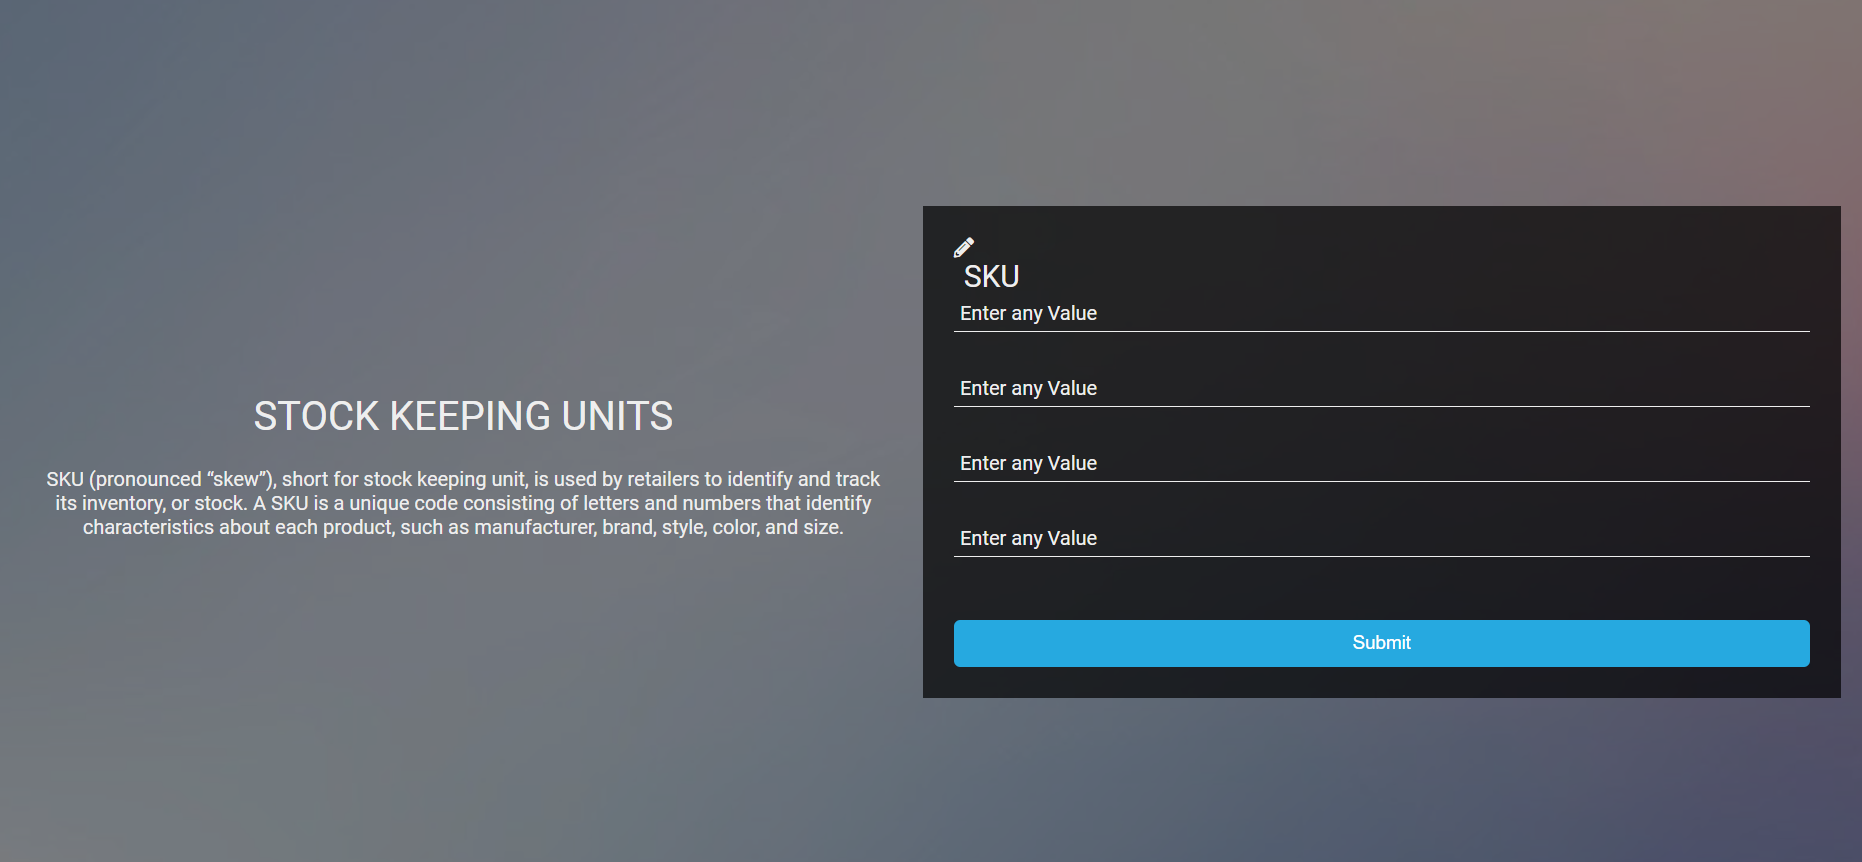 STOCK KEEPING UNITS
SKU (pronounced “skew”), short for stock keeping unit, is used by retailers to identify and track
its inventory, or stock. A SKU is a unique code consisting of letters and numbers that identify
characteristics about each product, such as manufacturer, brand, style, color, and size.
SKU
Enter any Value
Enter any Value
Enter any Value
Enter any Value
Submit